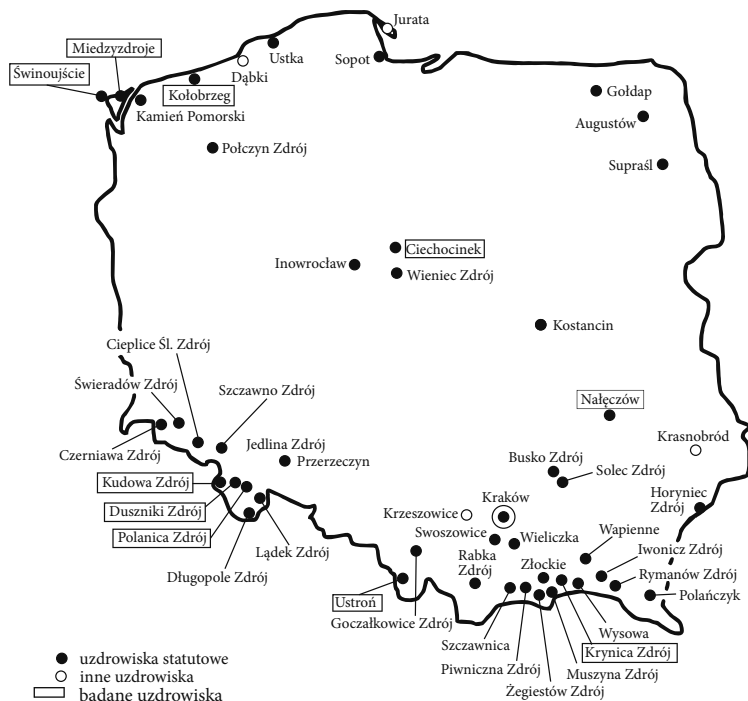 Jurata
Miedzyzdroje
Ustka
Sopot
Świnoujście
Dąbki
Kołobrzeg
Gołdap
Kamień Pomorski
Augustów
Połczyn Zdrój
Supraśl
Ciechocinek
Inowrocław
Wieniec Zdrój
Kostancin
Cieplice Śl. Zdrój
Świeradów Zdrój
Szczawno Zdrój
Nałęczów
Krasnobród
Jedlina Zdrój
Czerniawa Zdrój
Przerzeczyn
Busko Zdrój
Solec Zdrój
Kudowa Zdrój
Kraków
Horyniec
Zdrój
Duszniki Zdrój
Krzeszowice
Swoszowice
Wieliczka
Wapienne
Polanica Zdrój
Lądek Zdrój
Rabka
Zdrój
Złockie
Iwonicz Zdrój
Długopole Zdrój
Rymanów Zdrój
Ustroń
Polańczyk
Goczałkowice Zdrój
Wysowa
Szczawnica
Krynica Zdrój
Piwniczna Zdrój
Muszyna Zdrój
Żegiestów Zdrój
uzdrowiska statutowe
inne uzdrowiska
badane uzdrowiska